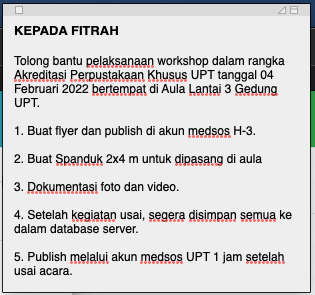 KEPADA FITRAH
Tolong bantu pelaksanaan workshop dalam rangka
Akreditasi Perpustakaan Khusus UPT tanggal 04
Februari 2022 bertempat di Aula Lantai 3 Gedung
UPT.
1. Buat flyer dan publish di akun medsos H-3.
2. Buat Spanduk 2x4 m untuk dipasang di aula
3. Dokumentasi foto dan video.
4. Setelah kegiatan usai, segera disimpan semua ke
dalam database server.
5. Publish melalui akun medsos UPT 1 jam setelah
usai acara.